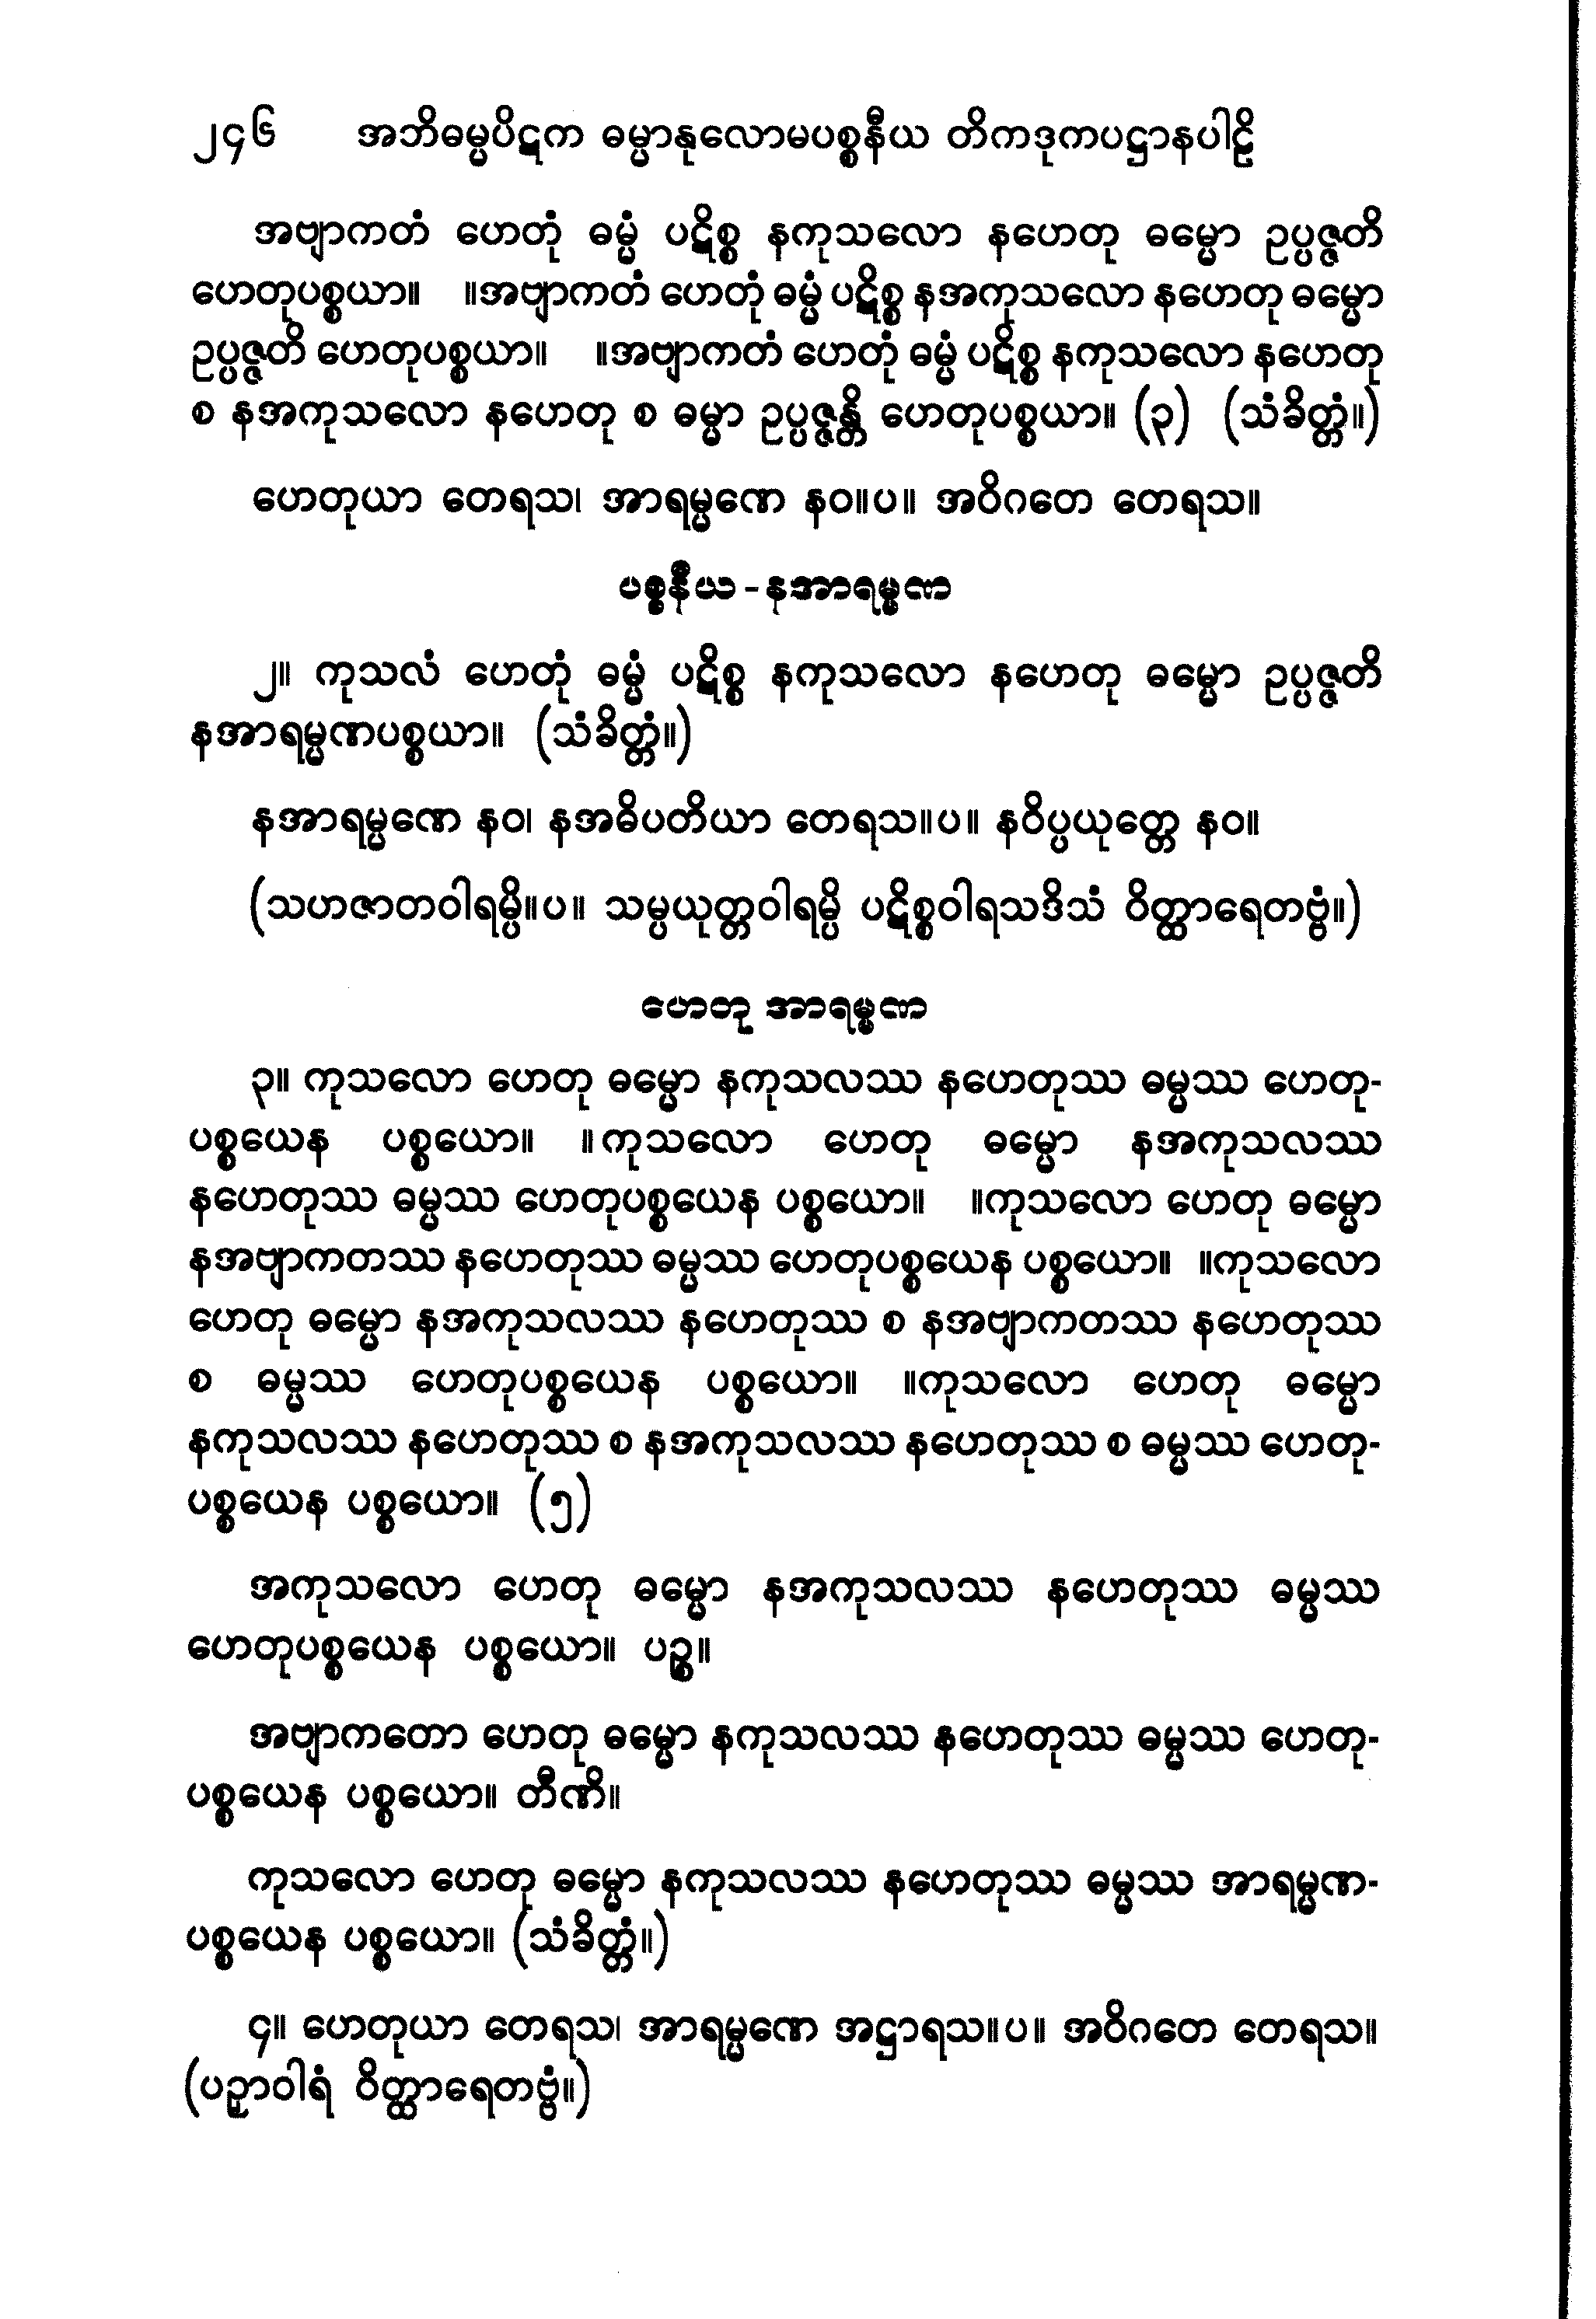 ၂၄၆ အဘိဓမ္မပိဋက ဓမ္မာနုလောမပစ္စနီယ တိကဒုကပဋ္ဌာနပါဠိ
အဗျာကတံ ဟေတုံ ဓမ္မံ ပဋိစ္စ နကုသလော နဟေတု ဓမ္မော ဥပ္ပဇ္ဇတိ
ဟေတုပစ္စယာ။ ။အဗျာကတံ ဟေတုံ ဓမ္မံ ပဋိစ္စ နအကုသလော နဟေတု ဓမ္မော
ဥပ္ပဇ္ဇတိ ဟေတုပစ္စယာ။ ။အဗျာကတံ ဟေတုံ ဓမ္မံ ပဋိစ္စ နကုသလော နဟေတု
စ နအကုသလော နဟေတု စ ဓမ္မာ ဥပ္ပဇ္ဇန္တိ ဟေတုပစ္စယာ။ (၃) (သံခိတ္တံ။)
ဟေတုယာ တေရသ၊ အာရမ္မဏေ နဝ။ပ။ အဝိဂတေ တေရသ။
ပစ္စနီယ-နအာရမ္မဏ
၂။ ကုသလံ ဟေတုံ ဓမ္မံ ပဋိစ္စ နကုသလော နဟေတု ဓမ္မော ဥပ္ပဇ္ဇတိ
နအာရမ္မဏပစ္စယာ။ (သံခိတ္တံ။)
နအာရမ္မဏေ နဝ၊ နအဓိပတိယာ တေရသ။ပ။ နဝိပ္ပယုတ္တေ နဝ။
(သဟဇာတဝါရမ္ပိ။ပ။ သမ္ပယုတ္တဝါရမ္ပိ ပဋိစ္စဝါရသဒိသံ ဝိတ္ထာရေတဗ္ဗံ။)
ဟေတု အာရမ္မဏ
၃။ ကုသလော ဟေတု ဓမ္မော နကုသလဿ နဟေတုဿ ဓမ္မဿ ဟေတု-
ပစ္စယေန ပစ္စယော။ ။ကုသလော ဟေတု ဓမ္မော နအကုသလဿ
နဟေတုဿ ဓမ္မဿ ဟေတုပစ္စယေန ပစ္စယော။ ။ကုသလော ဟေတု ဓမ္မော
နအဗျာကတဿ နဟေတုဿ ဓမ္မဿ ဟေတုပစ္စယေန ပစ္စယော။ ။ကုသလော
ဟေတု ဓမ္မော နအကုသလဿ နဟေတုဿ စ နအဗျာကတဿ နဟေတုဿ
စ ဓမ္မဿ ဟေတုပစ္စယေန ပစ္စယော။ ။ကုသလော ဟေတု ဓမ္မော
နကုသလဿ နဟေတုဿ စ နအကုသလဿ နဟေတုဿ စ ဓမ္မဿ ဟေတု-
ပစ္စယေန ပစ္စယော။ (၅)
အကုသလော ဟေတု ဓမ္မော နအကုသလဿ နဟေတုဿ ဓမ္မဿ
ဟေတုပစ္စယေန ပစ္စယော။ ပဉ္စ။
အဗျာကတော ဟေတု ဓမ္မော နကုသလဿ နဟေတုဿ ဓမ္မဿ ဟေတု-
ပစ္စယေန ပစ္စယော။ တီဏိ။
ကုသလော ဟေတု ဓမ္မော နကုသလဿ နဟေတုဿ ဓမ္မဿ အာရမ္မဏ-
ပစ္စယေန ပစ္စယော။ (သံခိတ္တံ။)
၄။ ဟေတုယာ တေရသ၊ အာရမ္မဏေ အဋ္ဌာရသ။ပ။ အဝိဂတေ တေရသ။
(ပဉှာဝါရံ ဝိတ္ထာရေတဗ္ဗံ။)